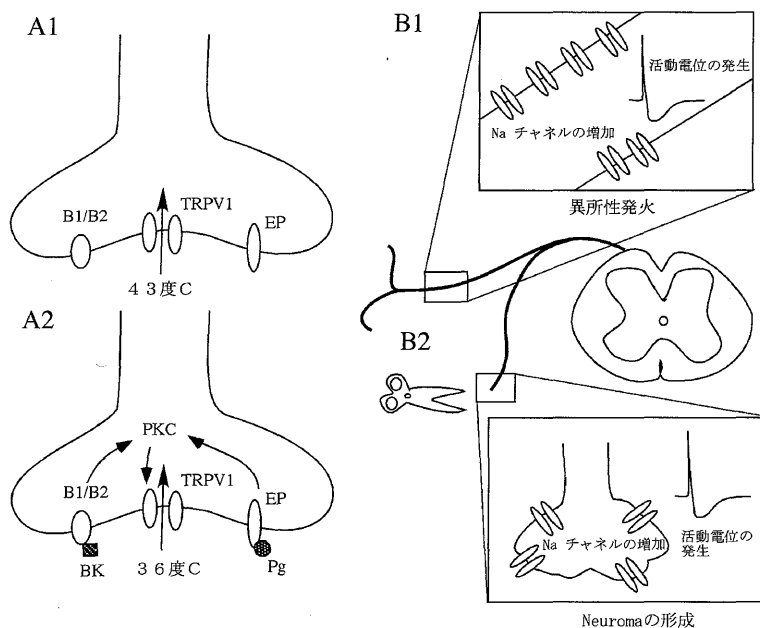 A1
B1/B2
TRPV1
EP
４３度C
A2
PKC
B1/B2
TRPV1
EP
BK
３６度C
Pg
B1
活動電位の発生
Na チャネルの増加
異所性発火
B2
Na チャネルの増加
活動電位の
発生
Neuromaの形成